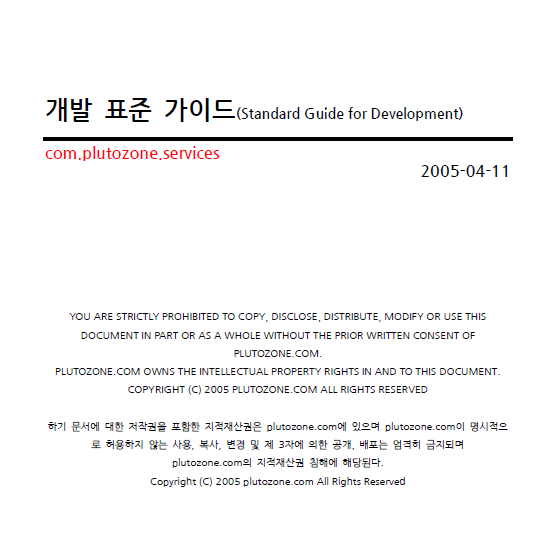 개발 표준 가이드(Standard Guide for Development)
com.plutozone.services
2005-04-11
YOU ARE STRICTLY PROHIBITED TO COPY, DISCLOSE, DISTRIBUTE, MODIFY OR USE THIS
DOCUMENT IN PART OR AS A WHOLE WITHOUT THE PRIOR WRITTEN CONSENT OF
PLUTOZONE.COM.
PLUTOZONE.COM OWNS THE INTELLECTUAL PROPERTY RIGHTS IN AND TO THIS DOCUMENT.
COPYRIGHT (C) 2005 PLUTOZONE.COM ALL RIGHTS RESERVED
하기 문서에 대한 저작권을 포함한 지적재산권은 plutozone.com에 있으며 plutozone.com이 명시적으
로 허용하지 않는 사용, 복사, 변경 및 제 3자에 의한 공개, 배포는 엄격히 금지되며
plutozone.com의 지적재산권 침해에 해당된다.
Copyright (C) 2005 plutozone.com All Rights Reserved